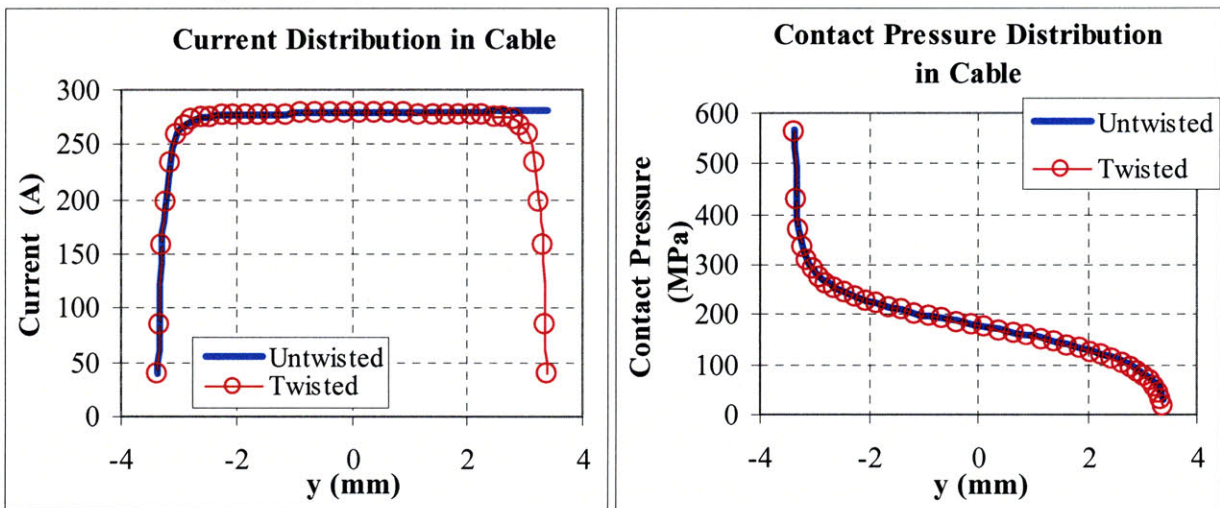 Current Distribution in Cable
300
250
200
150
100
50
0
Current (A)
Untwisted
Twisted
-4 -2 0 2 4
y (mm)
Contact Pressure Distribution
in Cable
600
500
400
300
200
100
0
Contact Pressure
(MPa)
Untwisted
Twisted
-4 -2 0 2 4
y (mm)